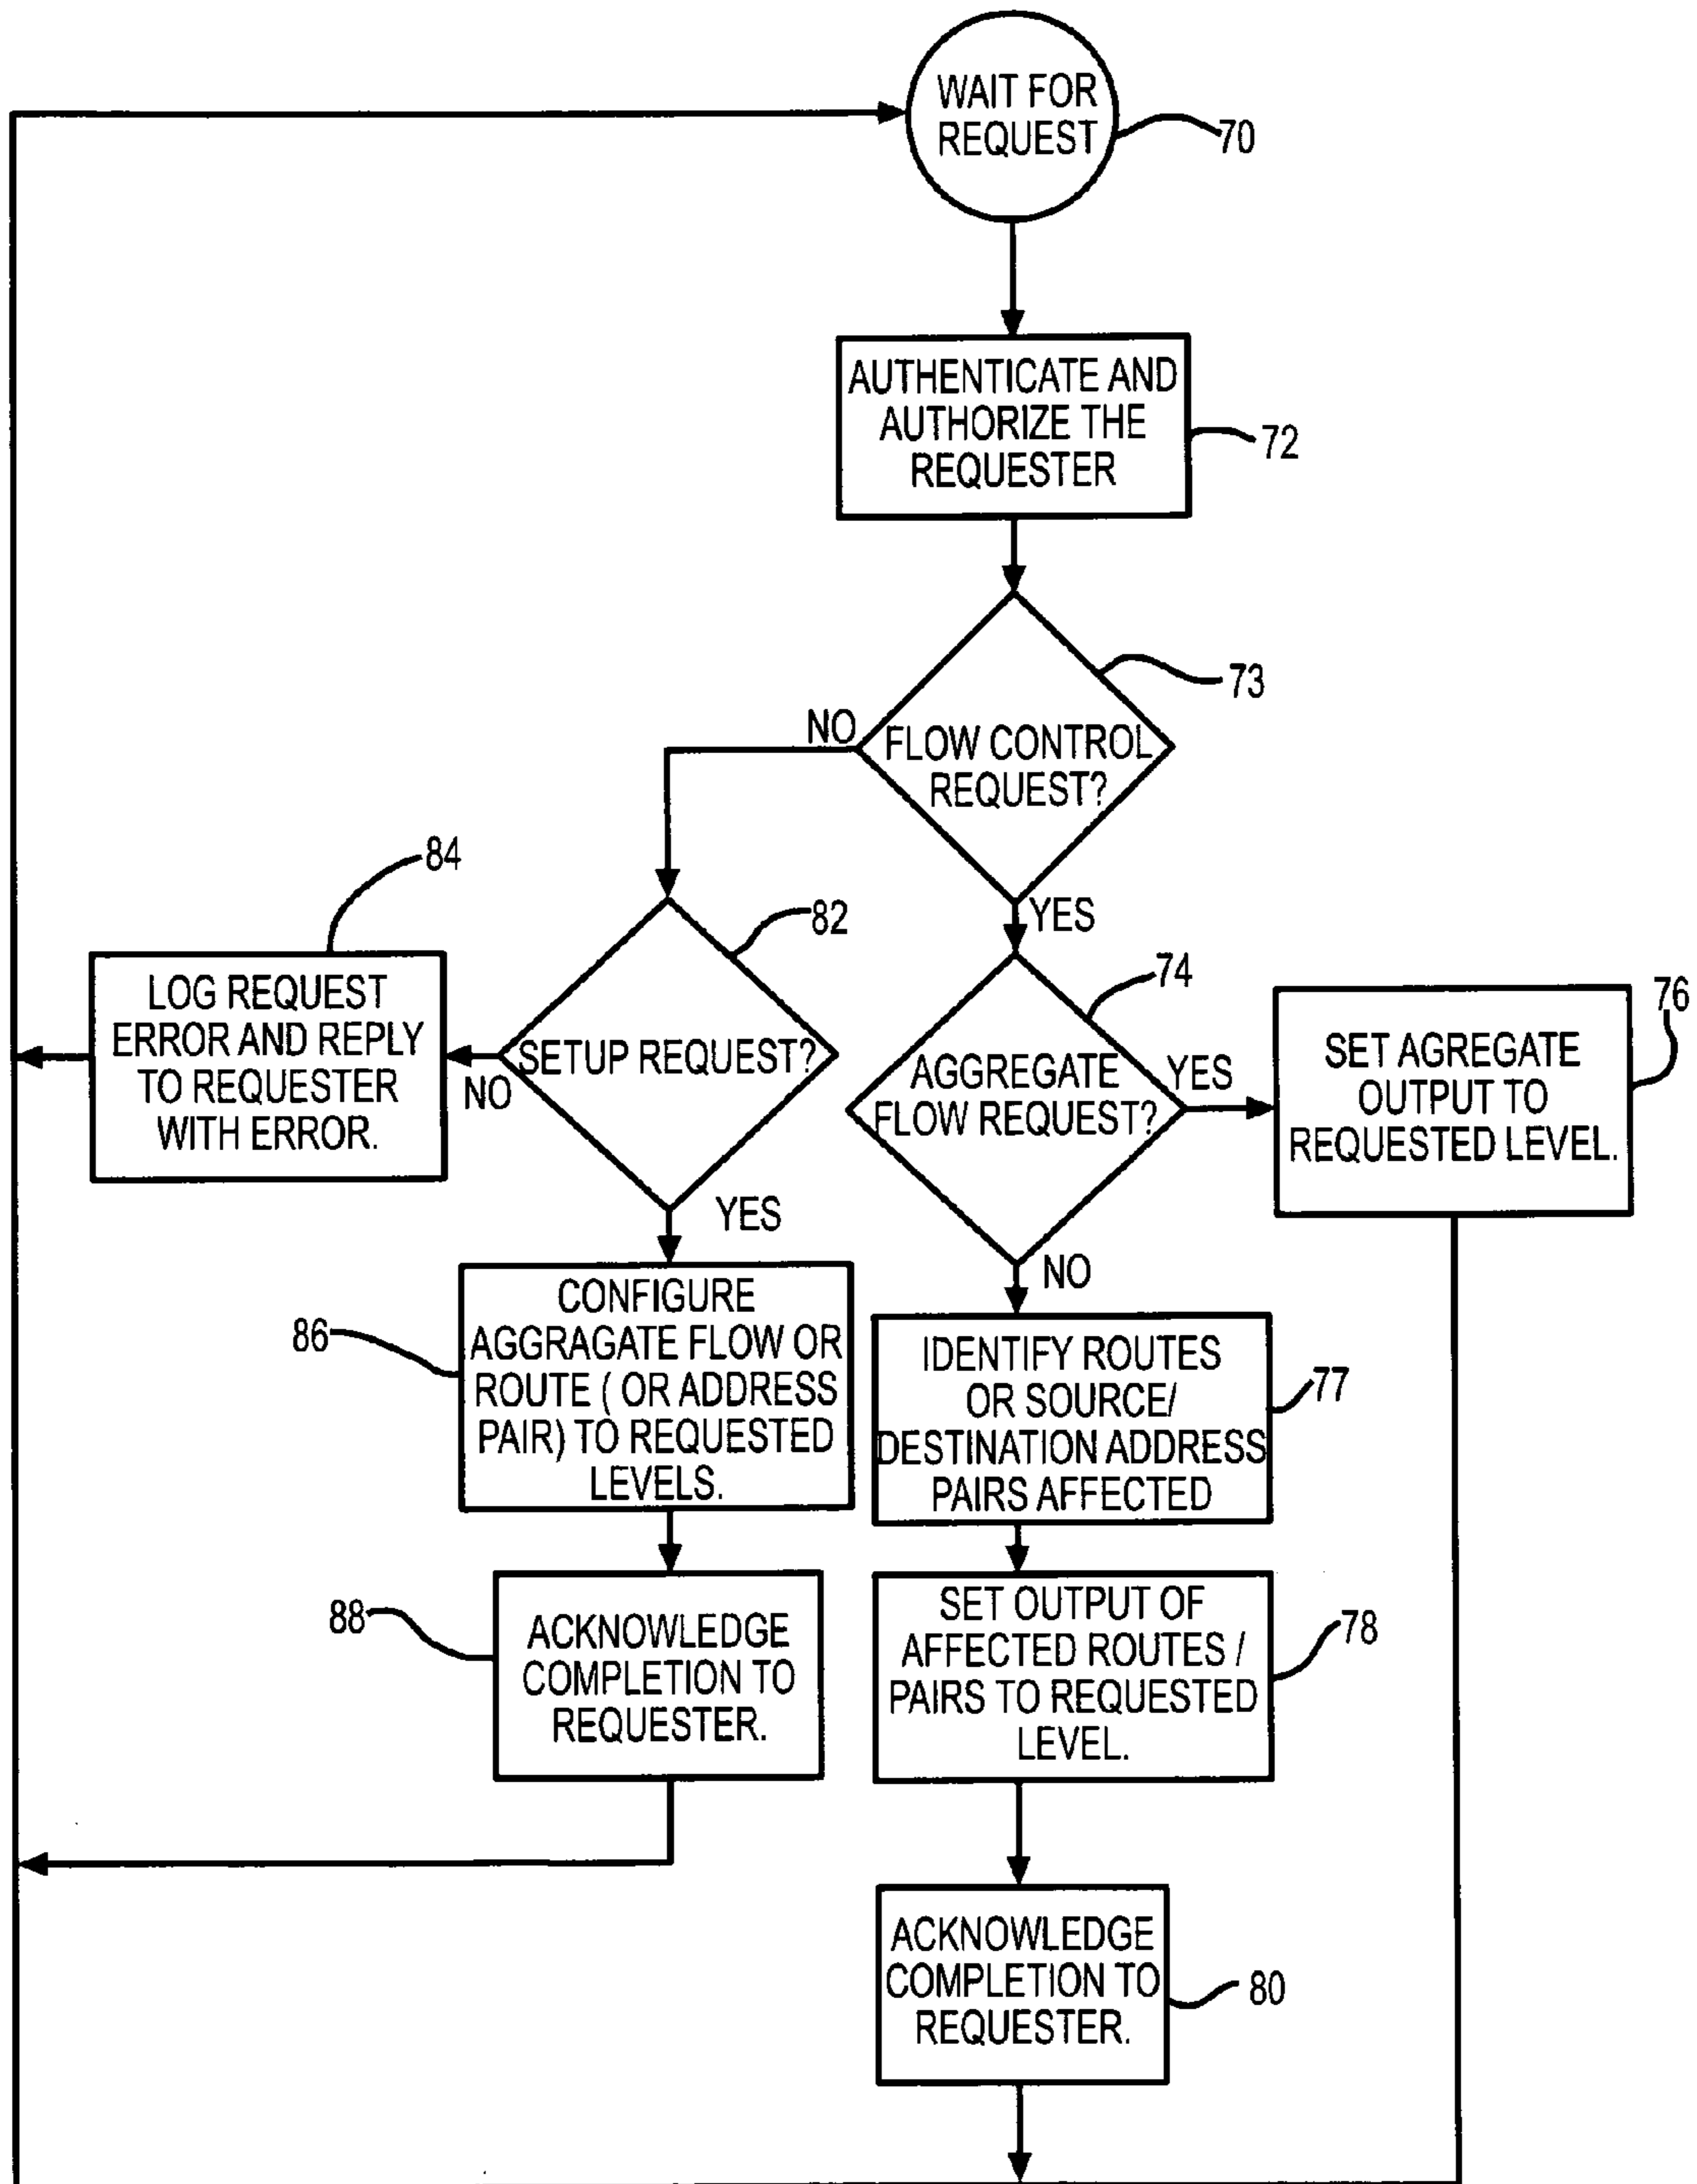 WAIT FOR
REQUEST
70
AUTHENTICATE AND
AUTHORIZE THE
REQUESTER
72
73
NO
FLOW CONTROL
REQUEST?
YES
84
LOG REQUEST
ERROR AND REPLY
TO REQUESTER
WITH ERROR.
82
SETUP REQUEST?
NO
YES
74
AGGREGATE
FLOW REQUEST?
YES
NO
76
SET AGREGATE
OUTPUT TO
REQUESTED LEVEL.
86
CONFIGURE
AGGRAGATE FLOW OR
ROUTE ( OR ADDRESS
PAIR) TO REQUESTED
LEVELS.
IDENTIFY ROUTES
OR SOURCE/
DESTINATION ADDRESS
PAIRS AFFECTED
77
88
ACKNOWLEDGE
COMPLETION TO
REQUESTER.
SET OUTPUT OF
AFFECTED ROUTES /
PAIRS TO REQUESTED
LEVEL.
78
ACKNOWLEDGE
COMPLETION TO
REQUESTER.
80